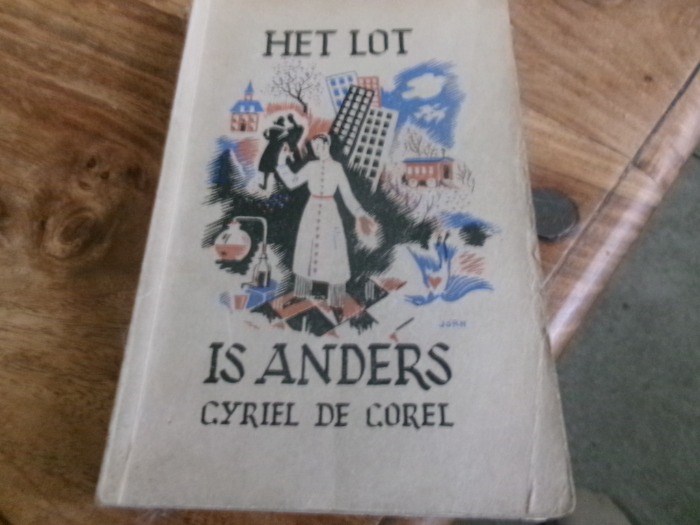 HET LOT
IS ANDERS
CYRIEL DE COREL